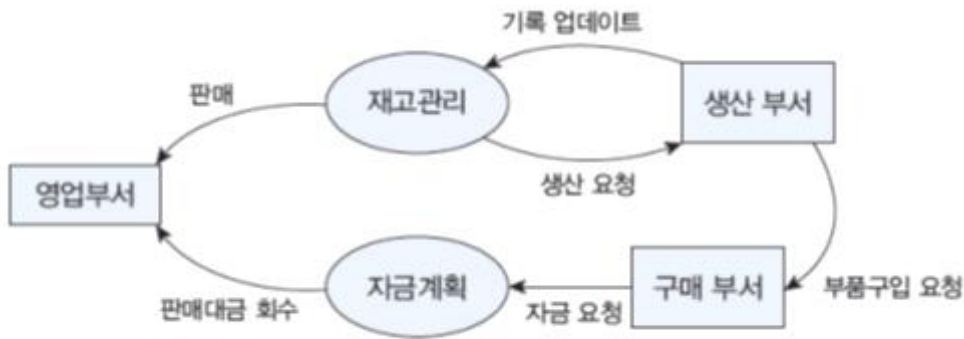 기록 업데이트
판매
재고관리
생산 부서
생산 요청
영업부서
자금계획
구매 부서
부품구입 요청
판매대금 회수
자금 요청